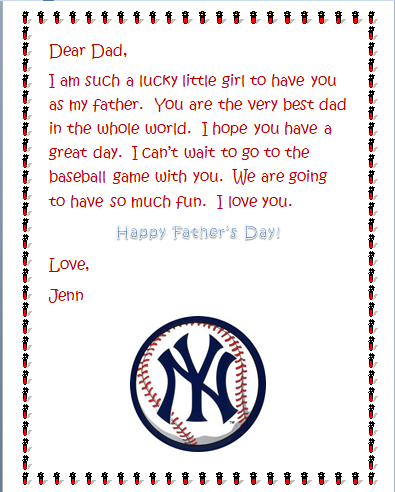 Dear Dad,
I am such a lucky little girl to have you
as my father. You are the very best dad
in the whole world. I hope you have a
great day. I can't wait to go to the
baseball game with you. We are going
to have so much fun. I love you.
Happy Father's Day!
Love,
Jenn
NY
TM